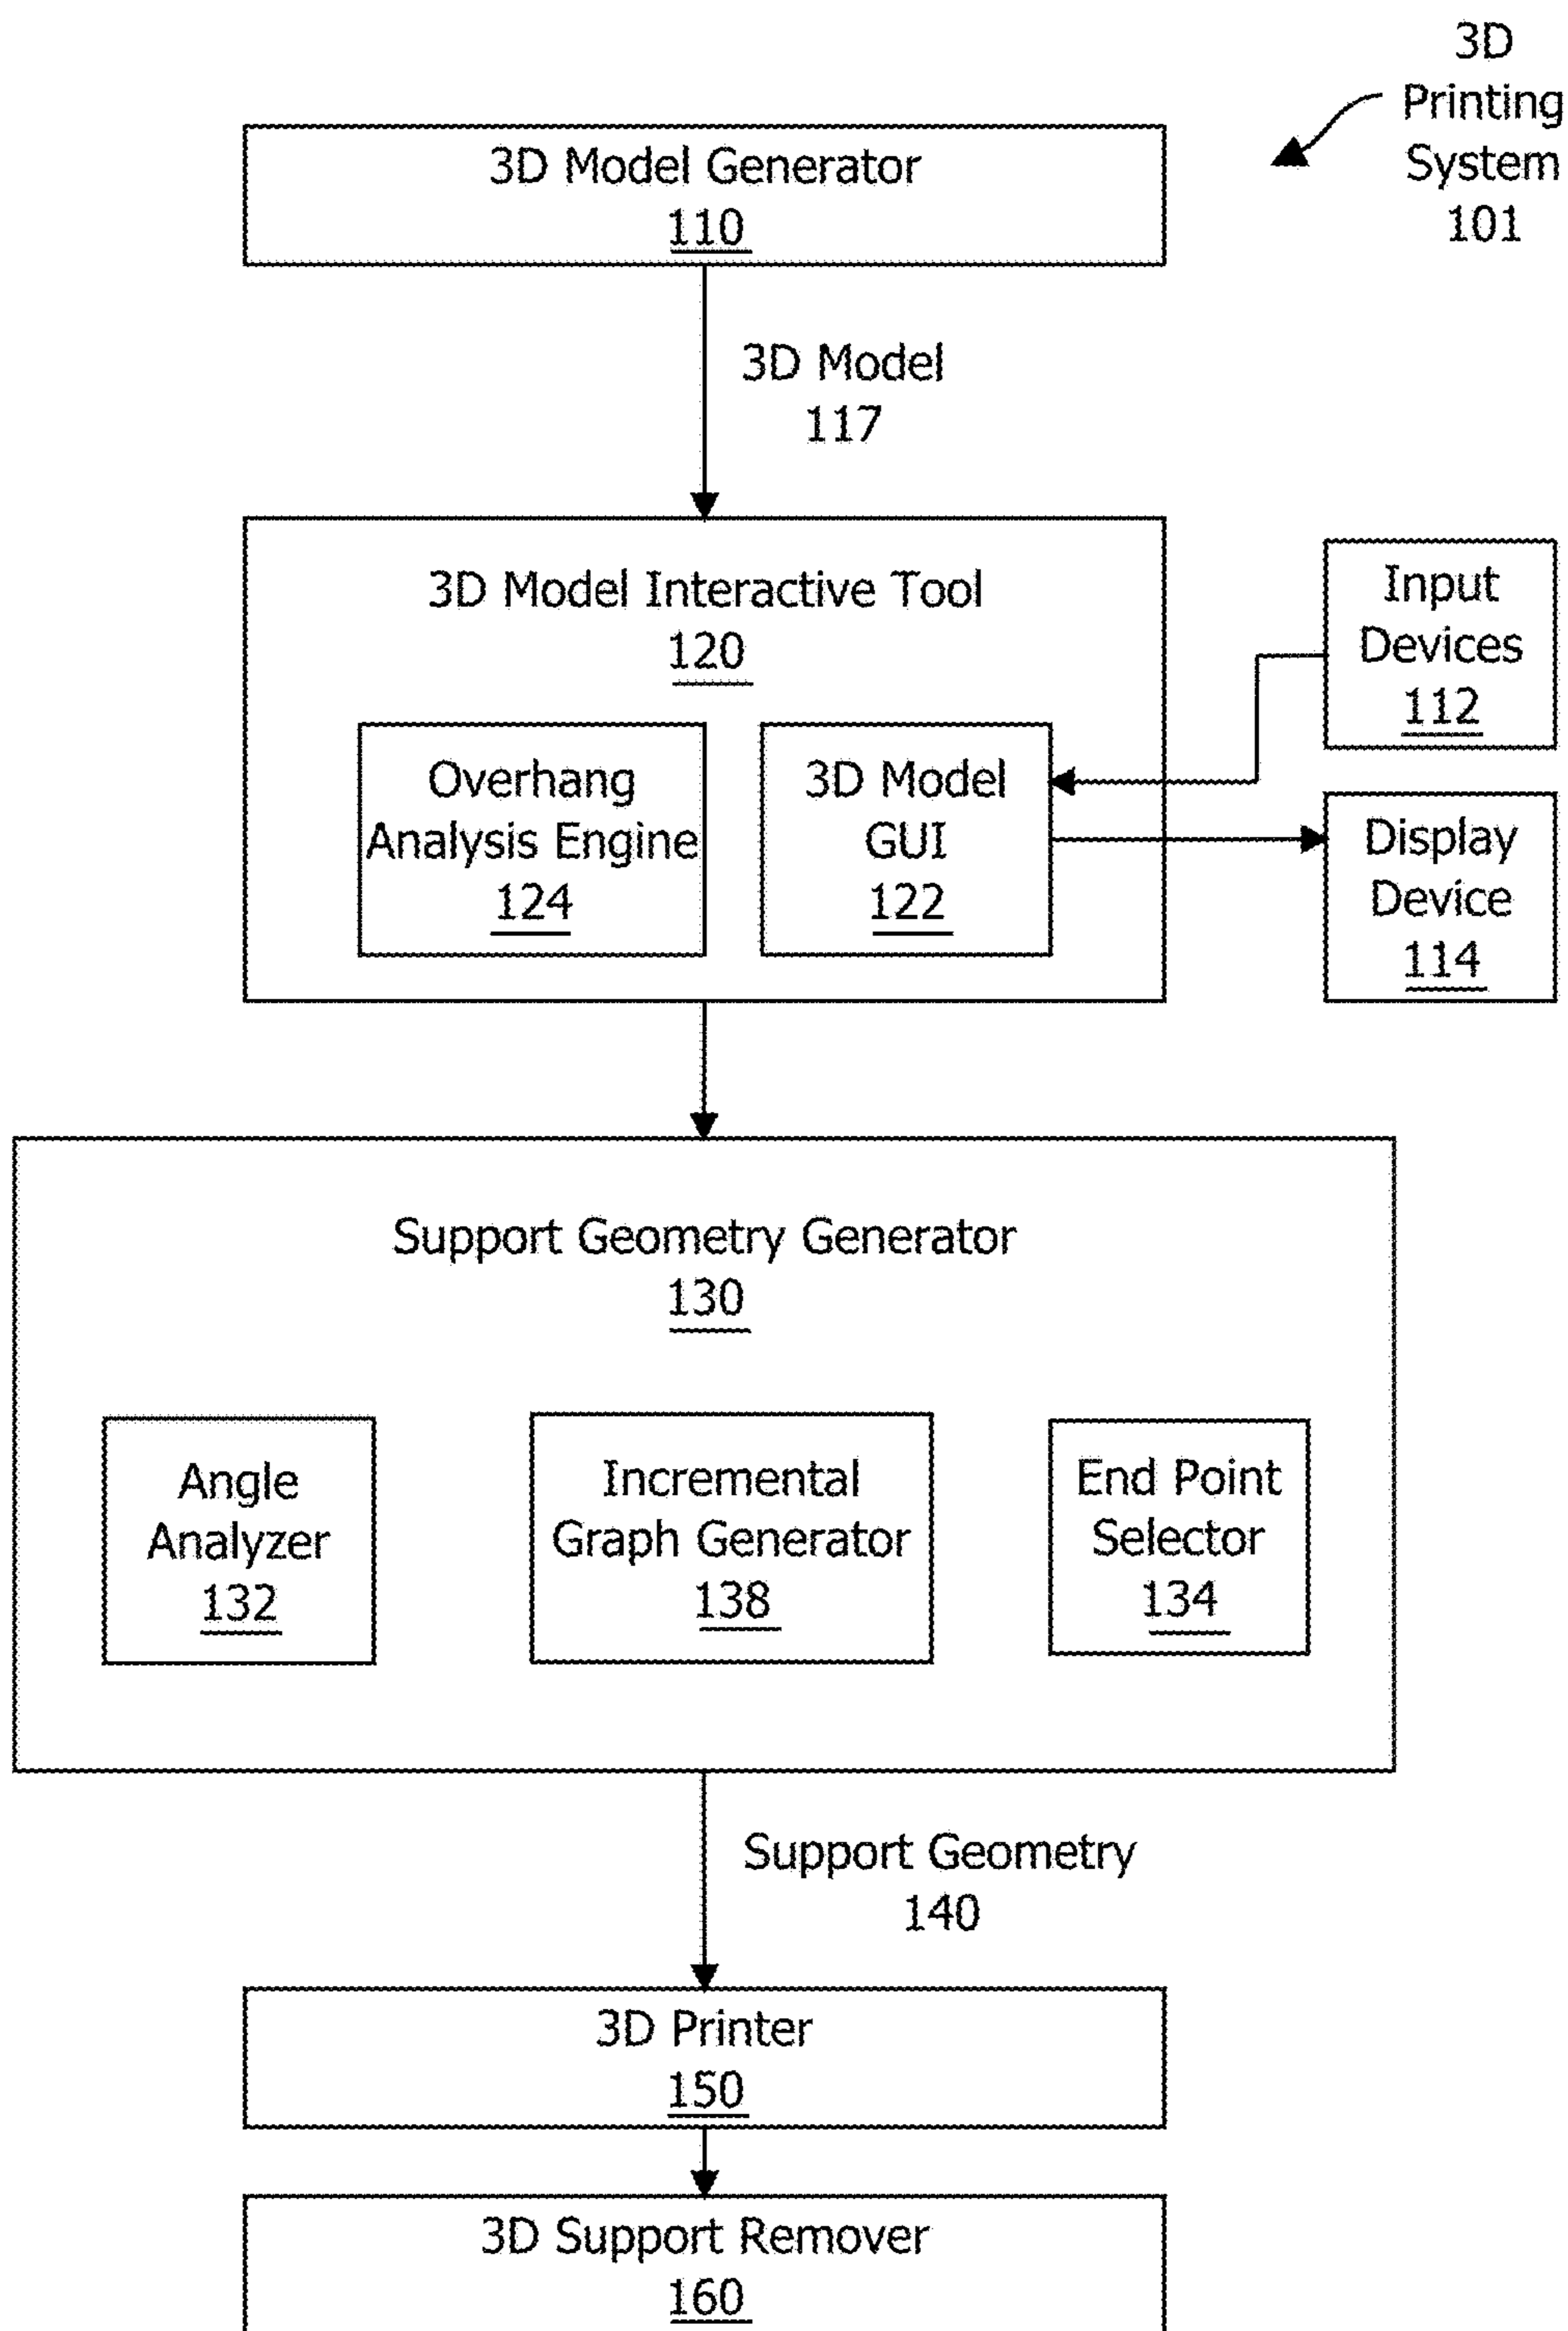 3D
Printing
System
101
3D Model Generator
110
3D Model
117
3D Model Interactive Tool
120
Input
Devices
112
Overhang
Analysis Engine
124
3D Model
GUI
122
Display
Device
114
Support Geometry Generator
130
Angle
Analyzer
132
Incremental
Graph Generator
138
End Point
Selector
134
Support Geometry
140
3D Printer
150
3D Support Remover
160